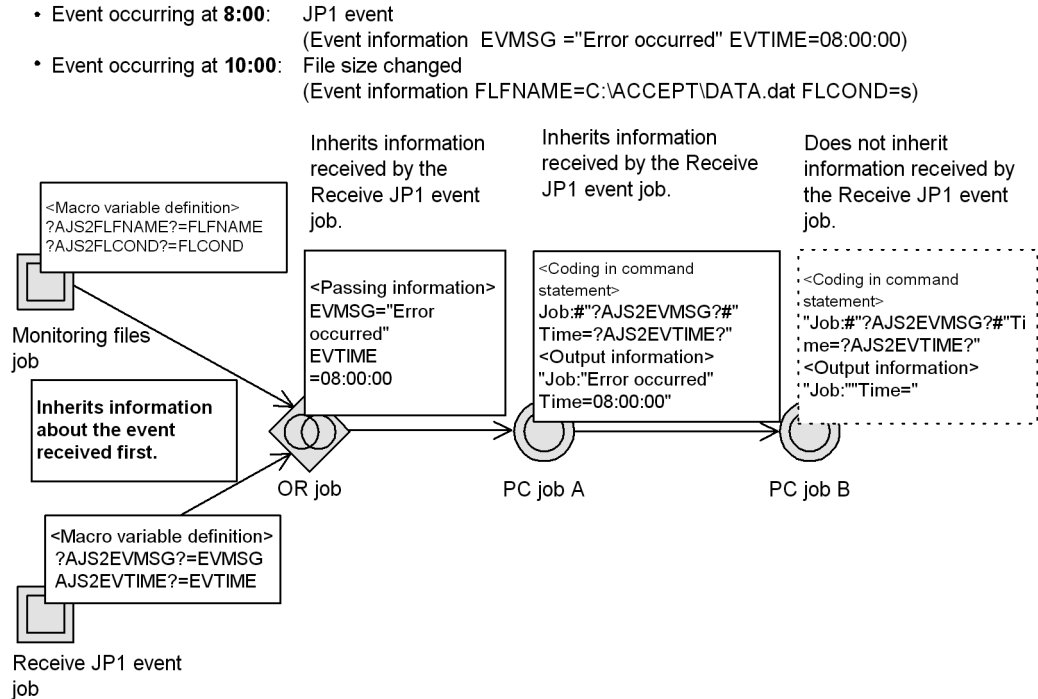 • Event occurring at 8:00: JP1 event
(Event information EVMSG ="Error occurred" EVTIME=08:00:00)
• Event occurring at 10:00: File size changed
(Event information FLFNAME=C:\ACCEPT\DATA.dat FLCOND=s)
Inherits information
received by the
Receive JP1 event
job.
Inherits information
received by the Receive
JP1 event job.
Does not inherit
information received by
the Receive JP1 event
job.
<Macro variable definition>
?AJS2FLFNAME?=FLFNAME
?AJS2FLCOND?=FLCOND
Monitoring files
job
<Passing information>
EVMSG="Error
occurred"
EVTIME
=08:00:00
<Coding in command
statement>
Job:#"?AJS2EVMSG?#"
Time=?AJS2EVTIME?"
<Output information>
"Job:"Error occurred"
Time=08:00:00"
<Coding in command
statement>
"Job:#"?AJS2EVMSG?#"Ti
me=?AJS2EVTIME?"
<Output information>
"Job:""Time="
Inherits information
about the event
received first.
OR job
PC job A
PC job B
<Macro variable definition>
?AJS2EVMSG?=EVMSG
AJS2EVTIME?=EVTIME
Receive JP1 event
job